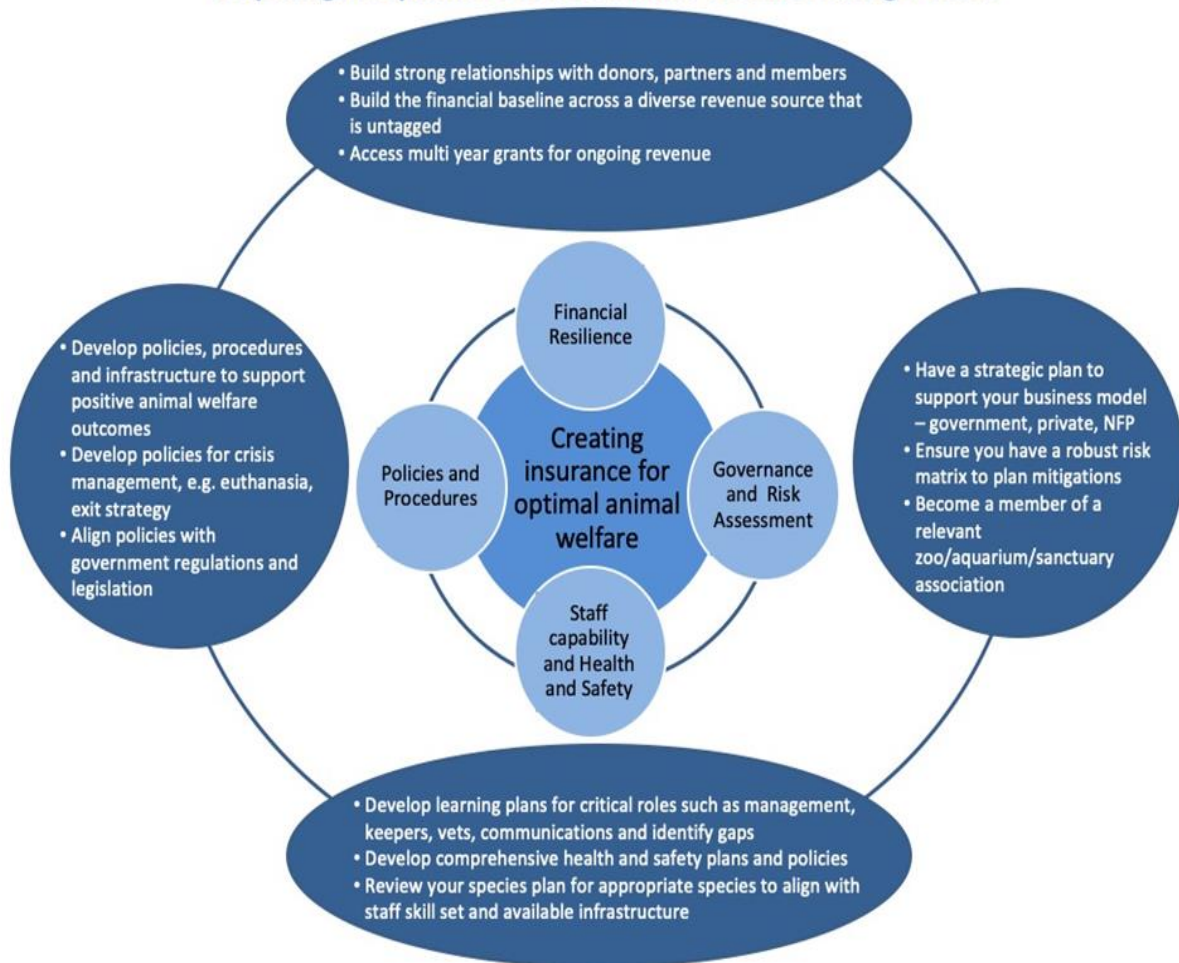 • Build strong relationships with donors, partners and members
• Build the financial baseline across a diverse revenue source that
is untagged
• Access multi year grants for ongoing revenue
Financial
Resilience
• Develop policies, procedures
and infrastructure to support
positive animal welfare
outcomes
• Develop policies for crisis
management, e.g. euthanasia,
exit strategy
• Align policies with
government regulations and
legislation
Policies and
Procedures
Creating
insurance for
optimal animal
welfare
Governance
and Risk
Assessment
• Have a strategic plan to
support your business model
– government, private, NFP
• Ensure you have a robust risk
matrix to plan mitigations
• Become a member of a
relevant
zoo/aquarium/sanctuary
association
Staff
capability
and Health
and Safety
• Develop learning plans for critical roles such as management,
keepers, vets, communications and identify gaps
• Develop comprehensive health and safety plans and policies
• Review your species plan for appropriate species to align with
staff skill set and available infrastructure